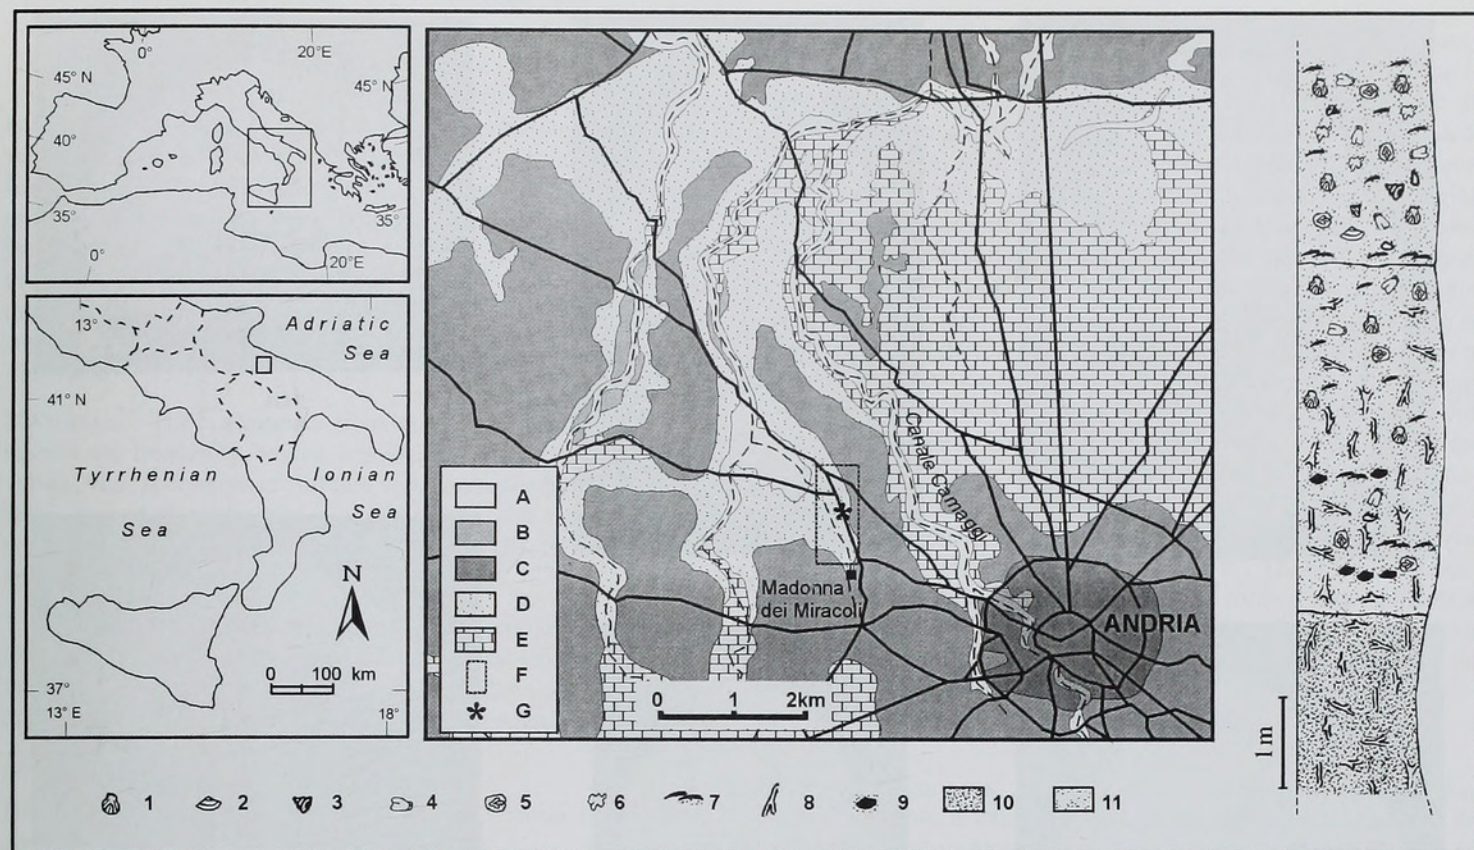 0°
20°E
45° N
45° N
40°
35°
35°
0°
20°E
13°
Adriatic
Sea
41° N
Tyrrhenian
Sea
Ionian
Sea
N
0 100 km
37°
13° E
18°
A
B
C
D
E
F
G
Canale Camaggi
Madonna
dei Miracoli
ANDRIA
0 1 2km
1 m
1 2 3 4 5 6 7 8 9 10 11